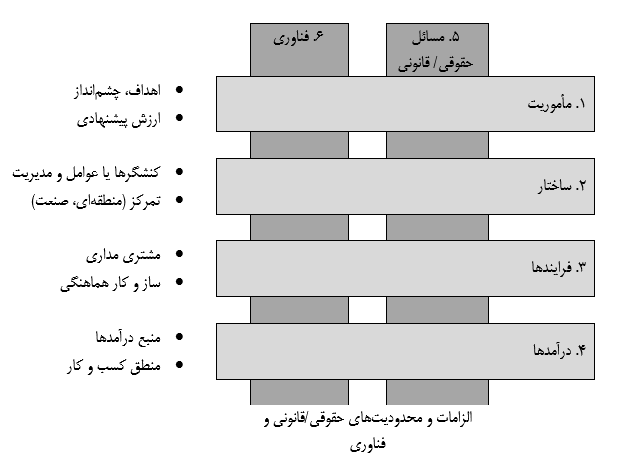 ۵. مسائل
حقوقی/ قانونی
۶. فناوری
۱. مأموریت
اهداف، چشم‌انداز
ارزش پیشنهادی
۲. ساختار
کنشگرها یا عوامل و مدیریت
تمرکز (منطقه‌ای، صنعت)
۳. فرایندها
مشتری مداری
ساز و کار هماهنگی
۴. درآمدها
منبع درآمدها
منطق کسب و کار
الزامات و محدودیت‌های حقوقی/قانونی و
فناوری